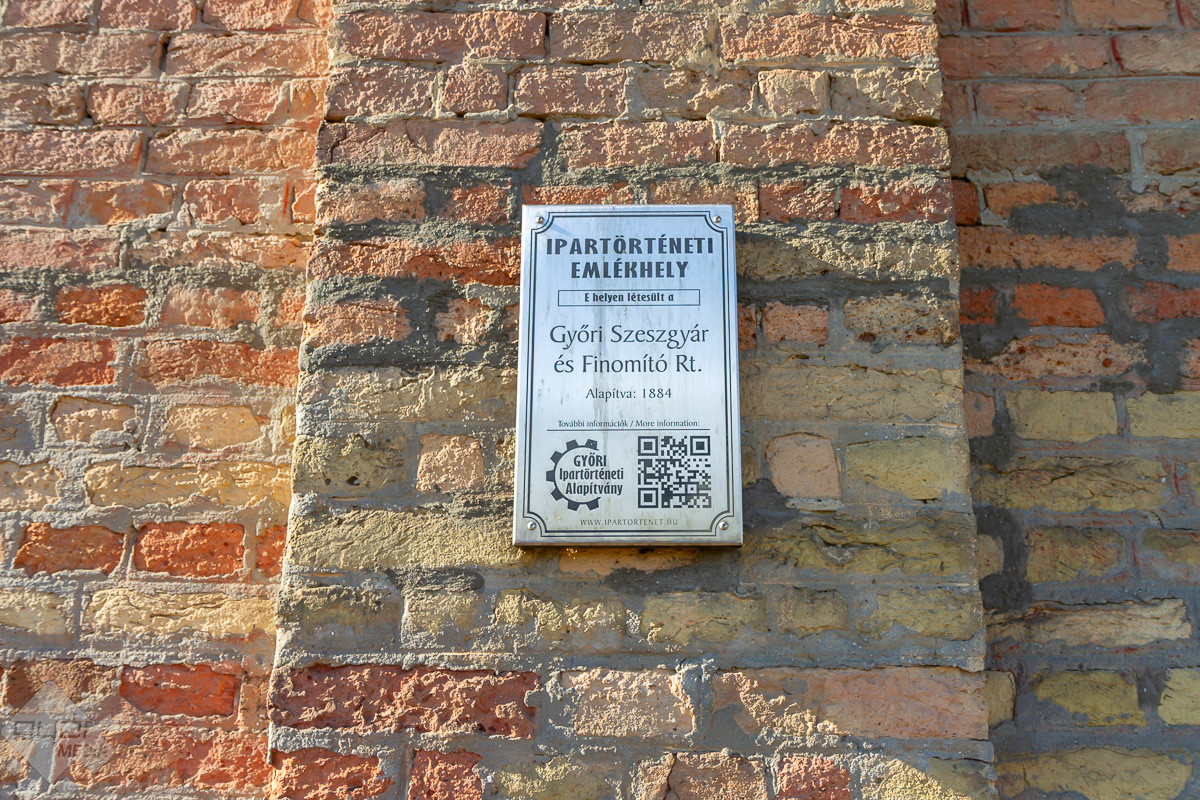 IPARTÖRTÉNETI
EMLÉKHELY
E helyen létesült a
Győri Szeszgyár
és Finomító Rt.
Alapítva: 1884
További információk / More information:
GYŐRI
Ipartörténeti
Alapítvány
WWW.IPARTORTENET.HU
MEDIA